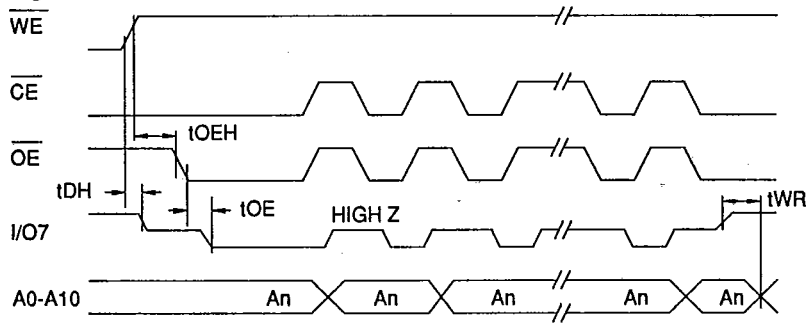 WE
CE
tOEH
OE
tDH
tOE
HIGH Z
tWR
I/O7
A0-A10 An An An An An